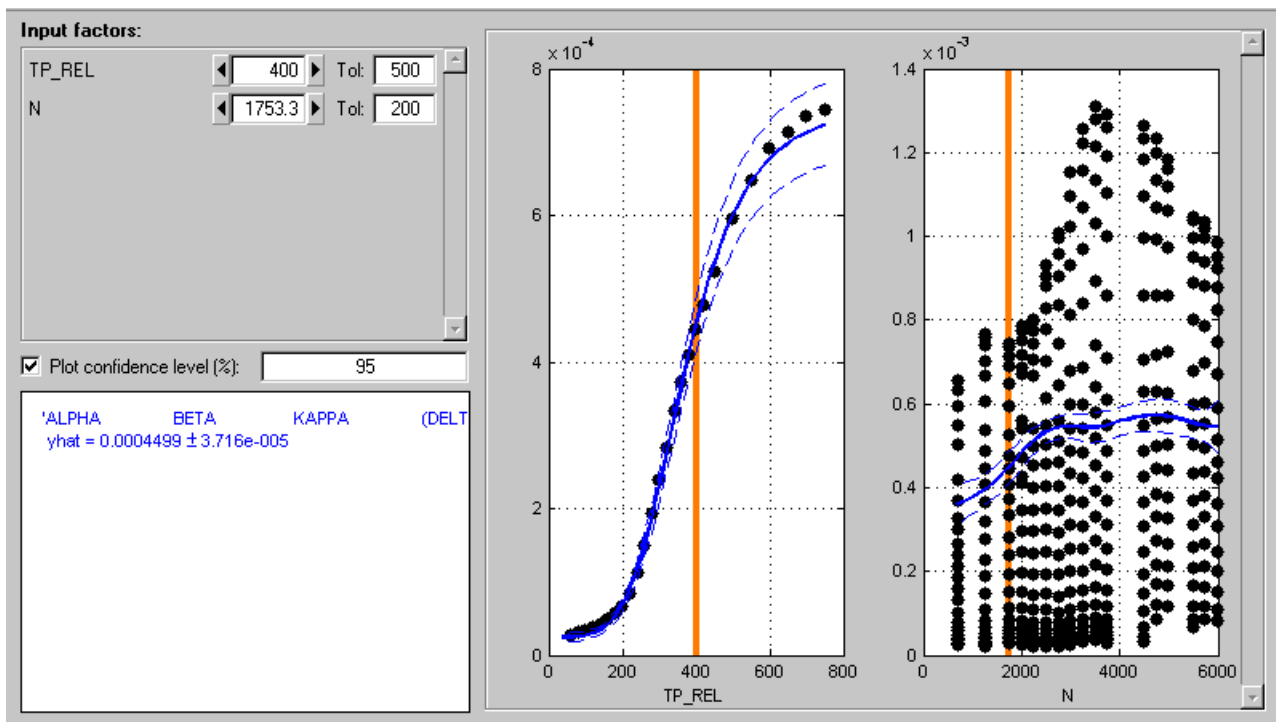 Input factors:
TP_REL 400 Tol: 500
N 1753.3 Tol: 200
Plot confidence level (%): 95
'ALPHA BETA KAPPA (DELT
yhat = 0.0004499 ± 3.716e-005
x 10^-4
8
6
4
2
0
0 200 400 600 800
TP_REL
x 10^-3
1.4
1.2
1
0.8
0.6
0.4
0.2
0
0 2000 4000 6000
N